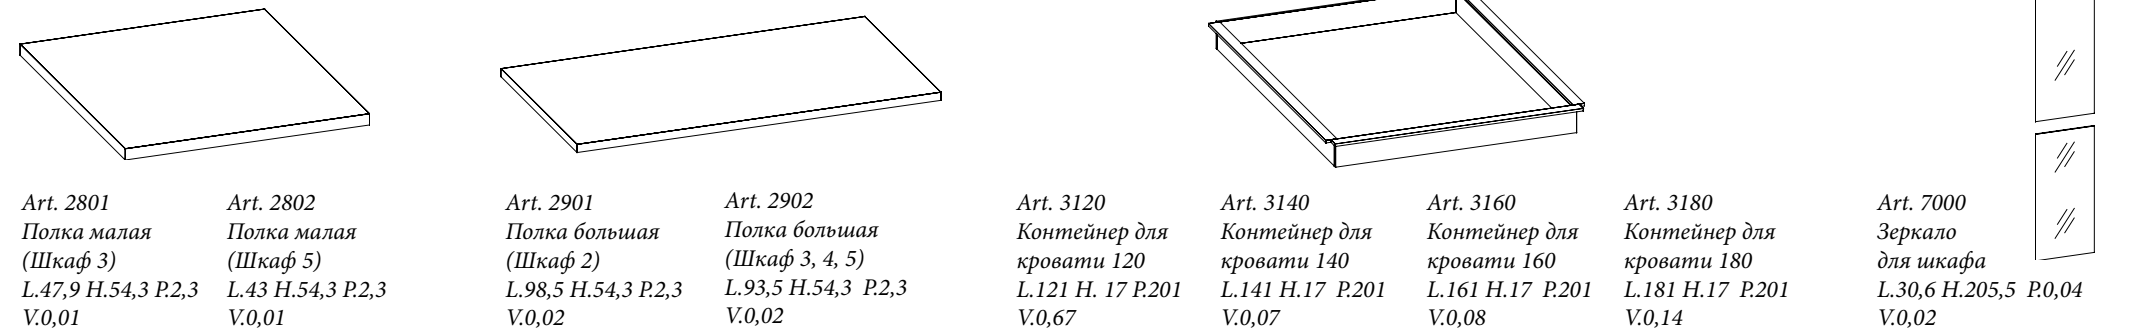 Art. 2801
Полка малая
(Шкаф 3)
L.47,9 H.54,3 P.2,3
V.0,01
Art. 2802
Полка малая
(Шкаф 5)
L.43 H.54,3 P.2,3
V.0,01
Art. 2901
Полка большая
(Шкаф 2)
L.98,5 H.54,3 P.2,3
V.0,02
Art. 2902
Полка большая
(Шкаф 3, 4, 5)
L.93,5 H.54,3 P.2,3
V.0,02
Art. 3120
Контейнер для
кровати 120
L.121 H. 17 P.201
V.0,67
Art. 3140
Контейнер для
кровати 140
L.141 H.17 P.201
V.0,07
Art. 3160
Контейнер для
кровати 160
L.161 H.17 P.201
V.0,08
Art. 3180
Контейнер для
кровати 180
L.181 H.17 P.201
V.0,14
Art. 7000
Зеркало
для шкафа
L.30,6 H.205,5 P.0,04
V.0,02